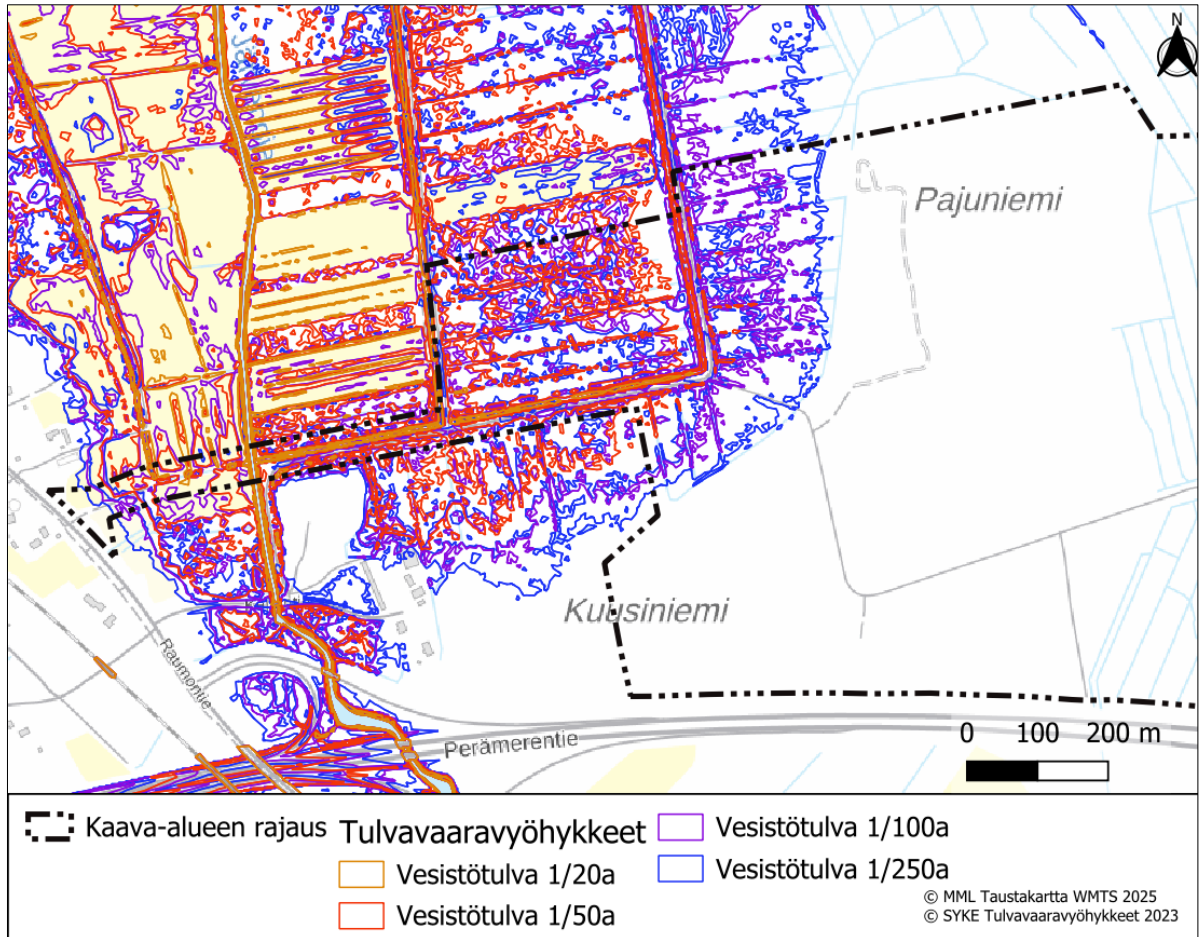 N
Pajuniemi
Kuusiniemi
Raumontie
Perämerentie
0 100 200 m
Kaava-alueen rajaus
Tulvavaaravyöhykkeet
Vesistötulva 1/20a
Vesistötulva 1/50a
Vesistötulva 1/100a
Vesistötulva 1/250a
© MML Taustakartta WMTS 2025
© SYKE Tulvavaaravyöhykkeet 2023